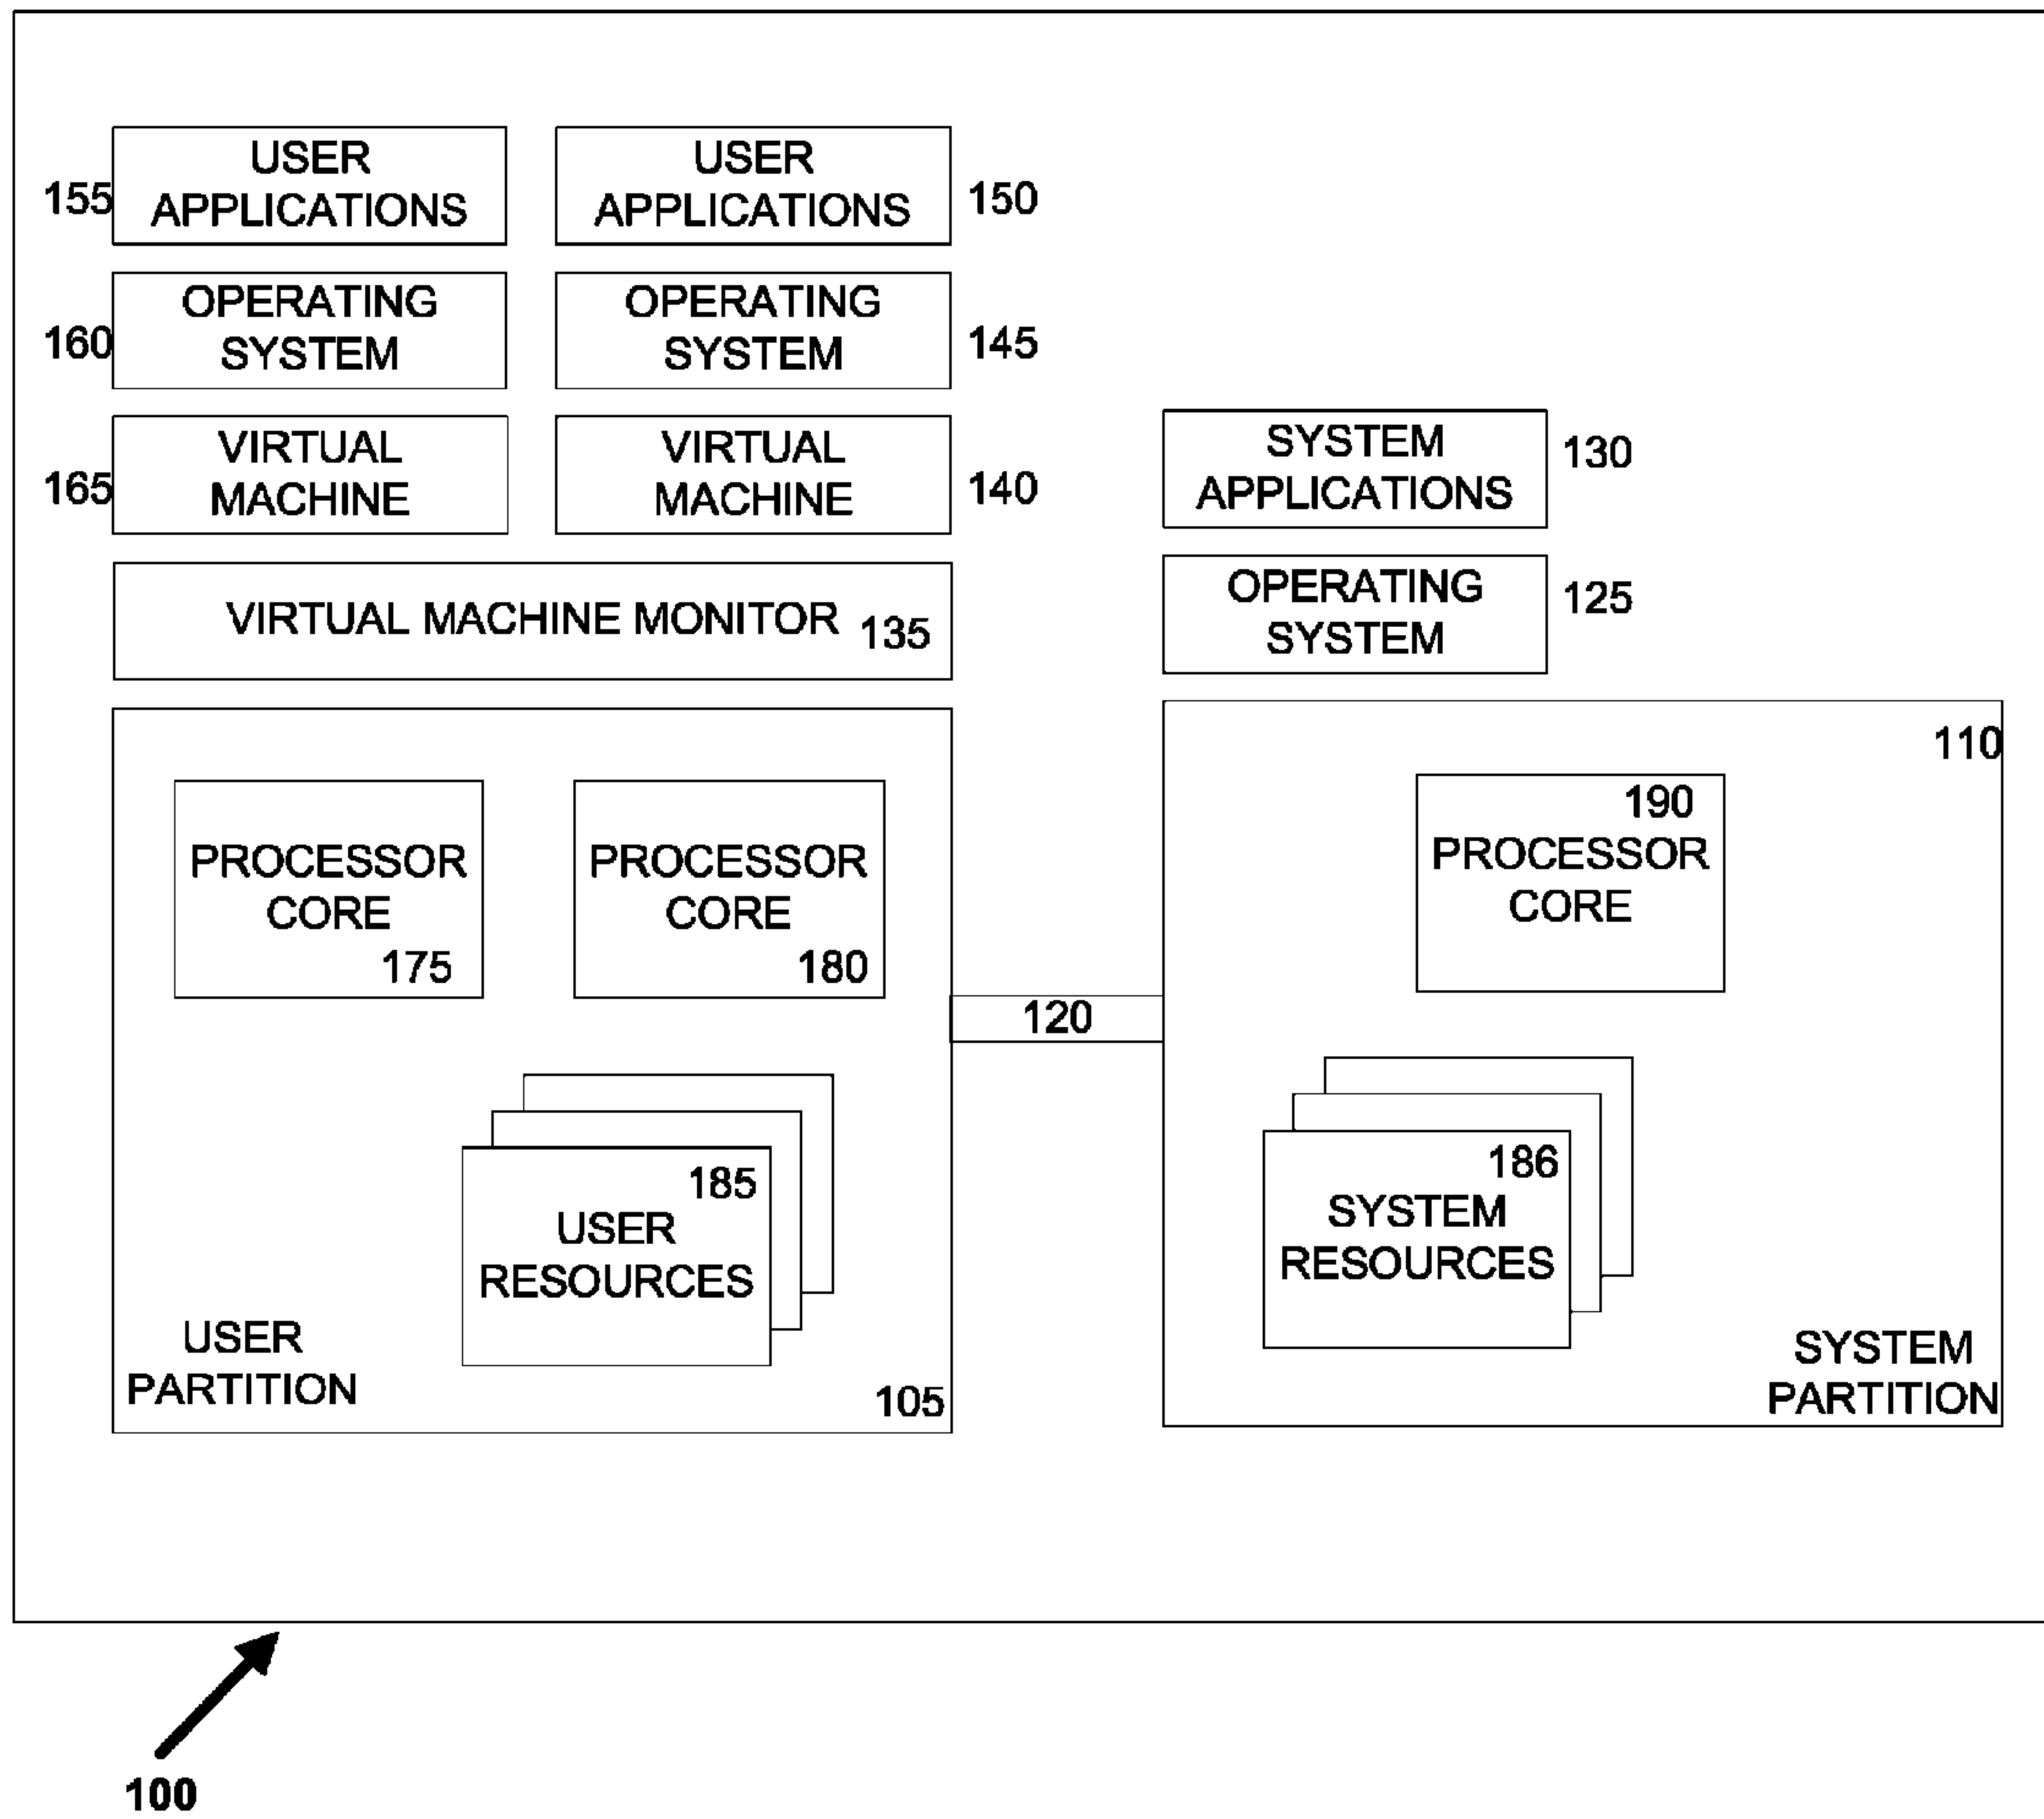 USER
APPLICATIONS
155
USER
APPLICATIONS
150
OPERATING
SYSTEM
160
OPERATING
SYSTEM
145
VIRTUAL
MACHINE
165
VIRTUAL
MACHINE
140
SYSTEM
APPLICATIONS
130
VIRTUAL MACHINE MONITOR 135
OPERATING
SYSTEM
125
PROCESSOR
CORE
175
PROCESSOR
CORE
180
185
USER
RESOURCES
USER
PARTITION
105
120
110
190
PROCESSOR
CORE
186
SYSTEM
RESOURCES
SYSTEM
PARTITION
100